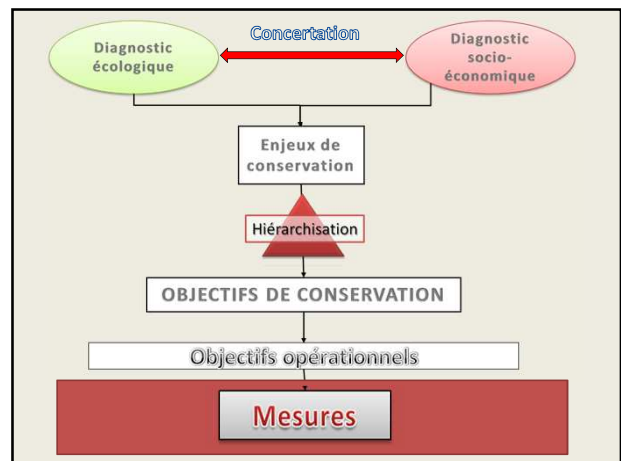 Diagnostic
écologique
Concertation
Diagnostic
socio-
économique
Enjeux de
conservation
Hiérarchisation
OBJECTIFS DE CONSERVATION
Objectifs opérationnels
Mesures